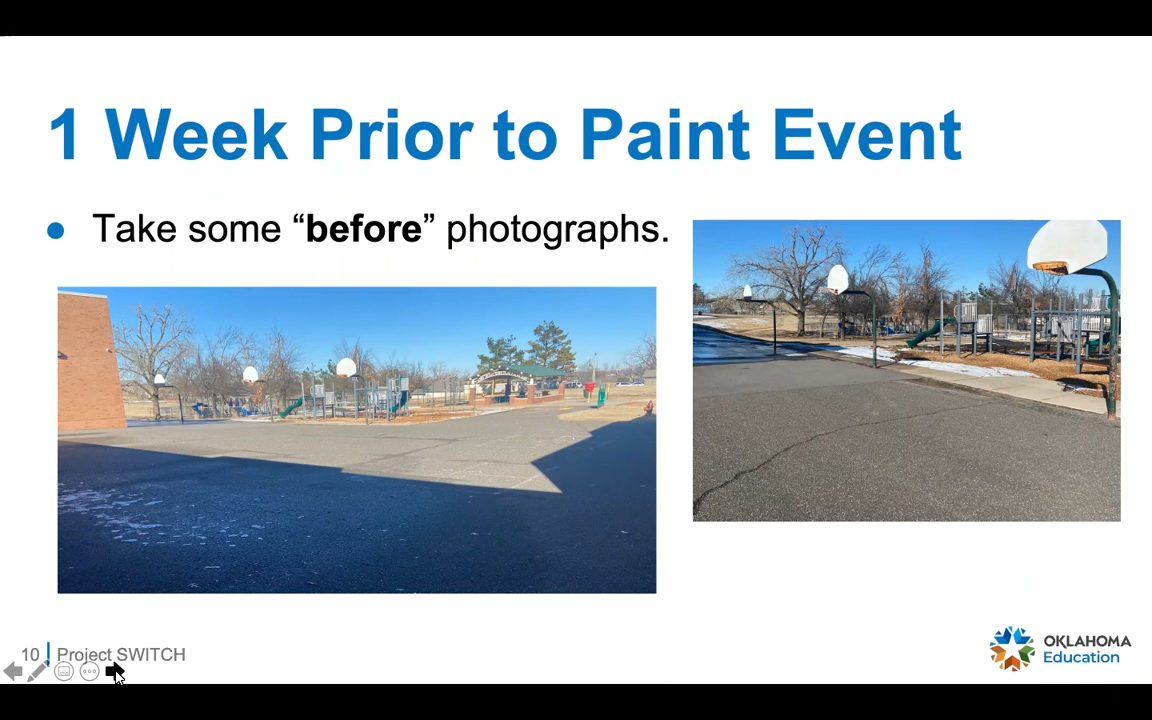 1 Week Prior to Paint Event
● Take some “before” photographs.
10 Project SWITCH
OKLAHOMA
Education